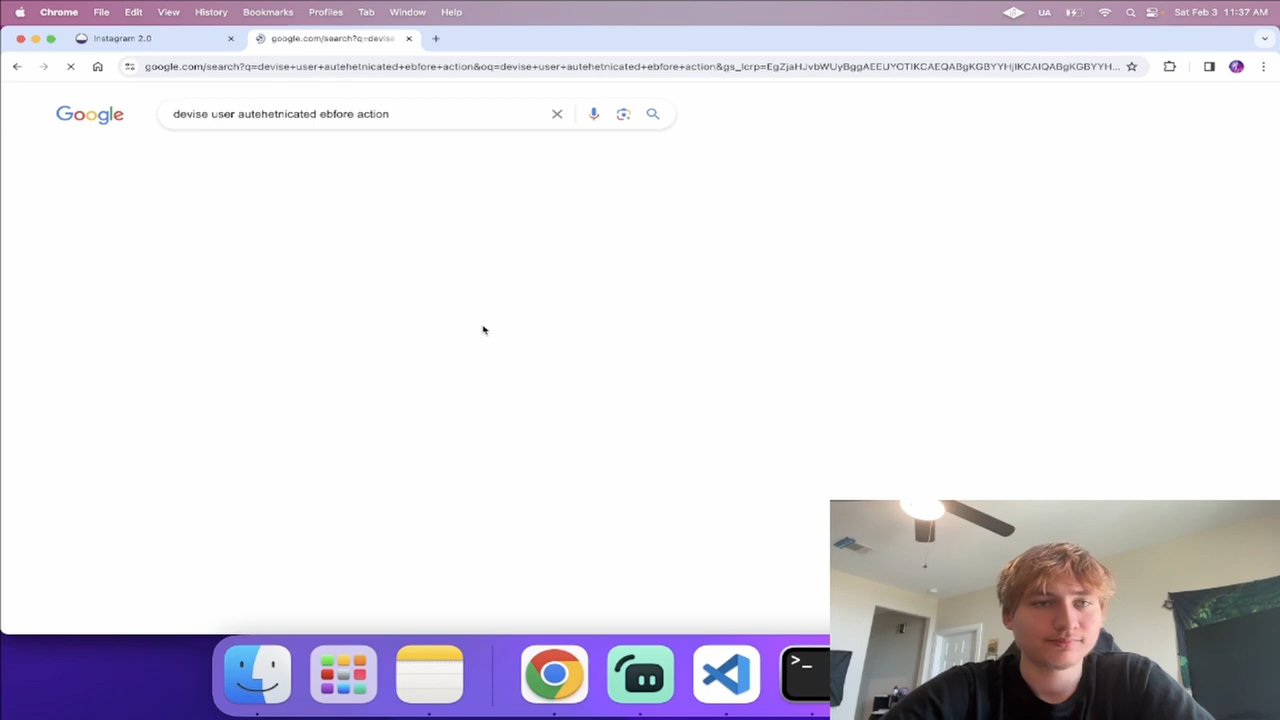 Chrome File Edit View History Bookmarks Profiles Tab Window Help UA Sat Feb 3 11:37 AM
Instagram 2.0 google.com/search?q=devise
google.com/search?q=devise+user+autehetnicated+ebfore+action&oq=devise+user+autehetnicated+ebfore+action&gs_lcrp=
Google devise user autehetnicated ebfore action